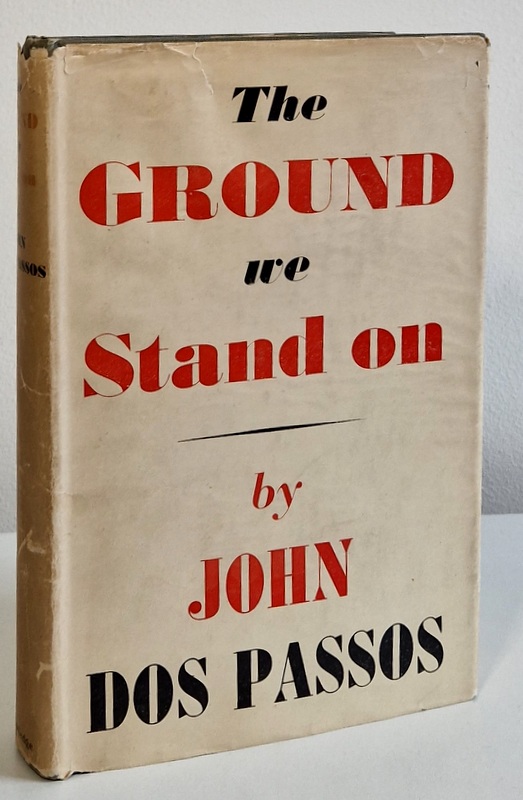 The
GROUND
we
Stand on
by
JOHN
DOS PASSOS